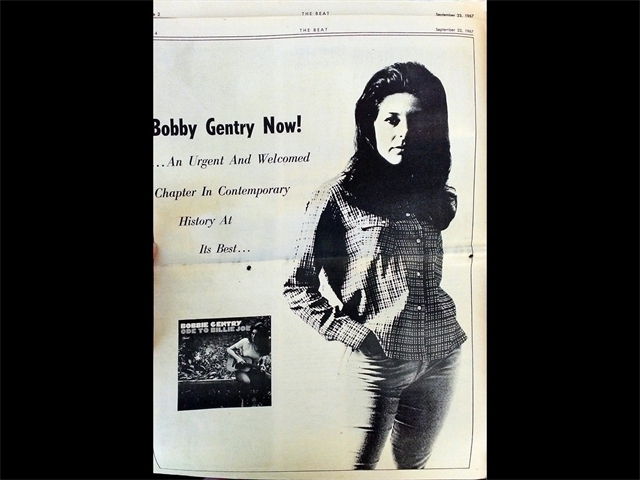 2
THE BEAT
September 23, 1967
4
THE BEAT
September 23, 1967
Bobby Gentry Now!
...An Urgent And Welcomed
Chapter In Contemporary
History At
Its Best...
BOBBIE GENTRY
ODE TO BILLIE JOE